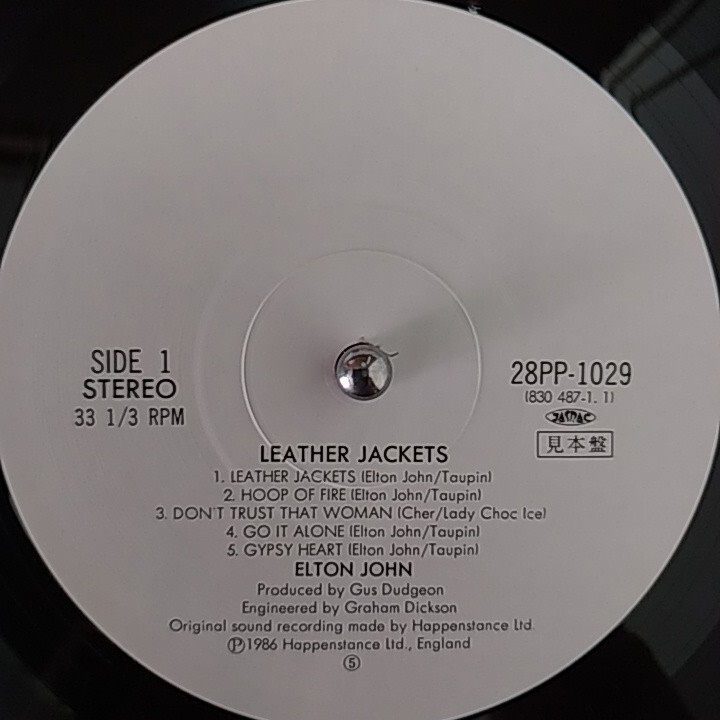 SIDE 1
STEREO
33 1/3 RPM
28PP-1029
(830 487-1. 1)
JASRAC
見本盤
LEATHER JACKETS
1. LEATHER JACKETS (Elton John/Taupin)
2. HOOP OF FIRE (Elton John/Taupin)
3. DON'T TRUST THAT WOMAN (Cher/Lady Choc Ice)
4. GO IT ALONE (Elton John/Taupin)
5. GYPSY HEART (Elton John/Taupin)
ELTON JOHN
Produced by Gus Dudgeon
Engineered by Graham Dickson
Original sound recording made by Happenstance Ltd.
Ⓟ1986 Happenstance Ltd., England
⑤